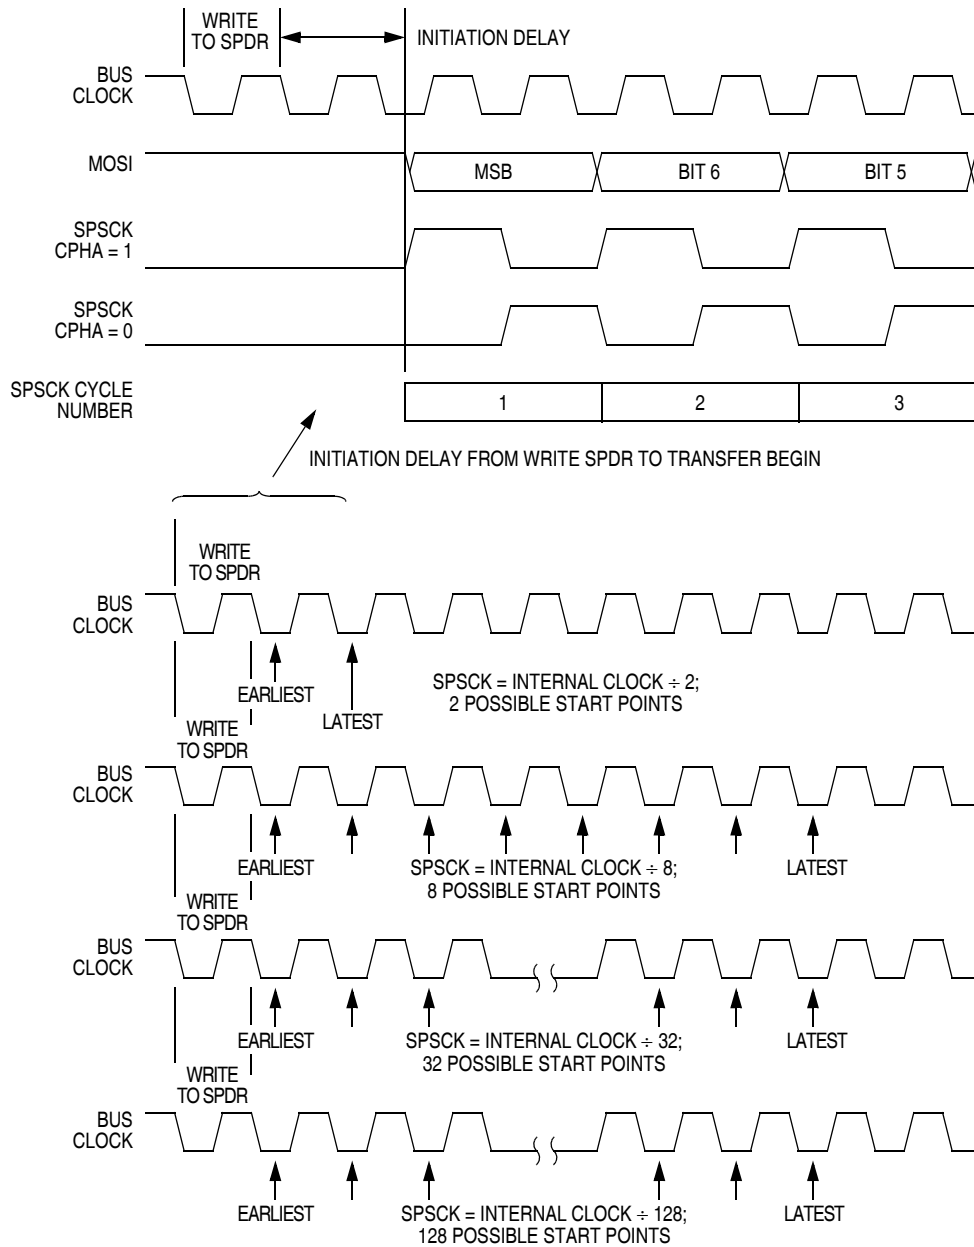 WRITE
TO SPDR
INITIATION DELAY
BUS
CLOCK
MOSI
MSB
BIT 6
BIT 5
SPSCK
CPHA = 1
SPSCK
CPHA = 0
SPSCK CYCLE
NUMBER
1
2
3
INITIATION DELAY FROM WRITE SPDR TO TRANSFER BEGIN
WRITE
TO SPDR
BUS
CLOCK
EARLIEST
LATEST
SPSCK = INTERNAL CLOCK ÷ 2;
2 POSSIBLE START POINTS
WRITE
TO SPDR
BUS
CLOCK
EARLIEST
SPSCK = INTERNAL CLOCK ÷ 8;
8 POSSIBLE START POINTS
LATEST
WRITE
TO SPDR
BUS
CLOCK
EARLIEST
SPSCK = INTERNAL CLOCK ÷ 32;
32 POSSIBLE START POINTS
LATEST
WRITE
TO SPDR
BUS
CLOCK
EARLIEST
SPSCK = INTERNAL CLOCK ÷ 128;
128 POSSIBLE START POINTS
LATEST